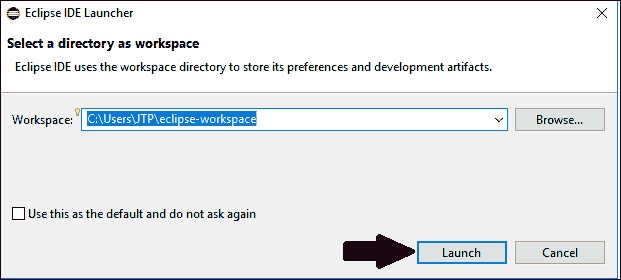 Eclipse IDE Launcher
Select a directory as workspace
Eclipse IDE uses the workspace directory to store its preferences and development artifacts.
Workspace: C:\Users\JTP\eclipse-workspace Browse...
Use this as the default and do not ask again
Launch Cancel